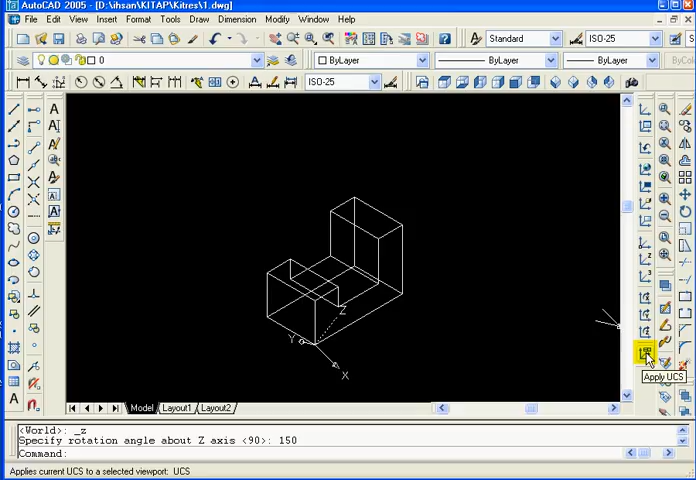 AutoCAD 2005 - [D:\ihsan\KITAP\Kitres\1.dwg]
File Edit View Insert Format Tools Draw Dimension Modify Window Help
Standard ISO-25
0 ByLayer ByLayer ByLayer ByColo
ISO-25
Z
Y
X
Apply UCS
Model Layout1 Layout2
<World>: _z
Specify rotation angle about Z axis <90>: 150
Command:
Applies current UCS to a selected viewport: UCS